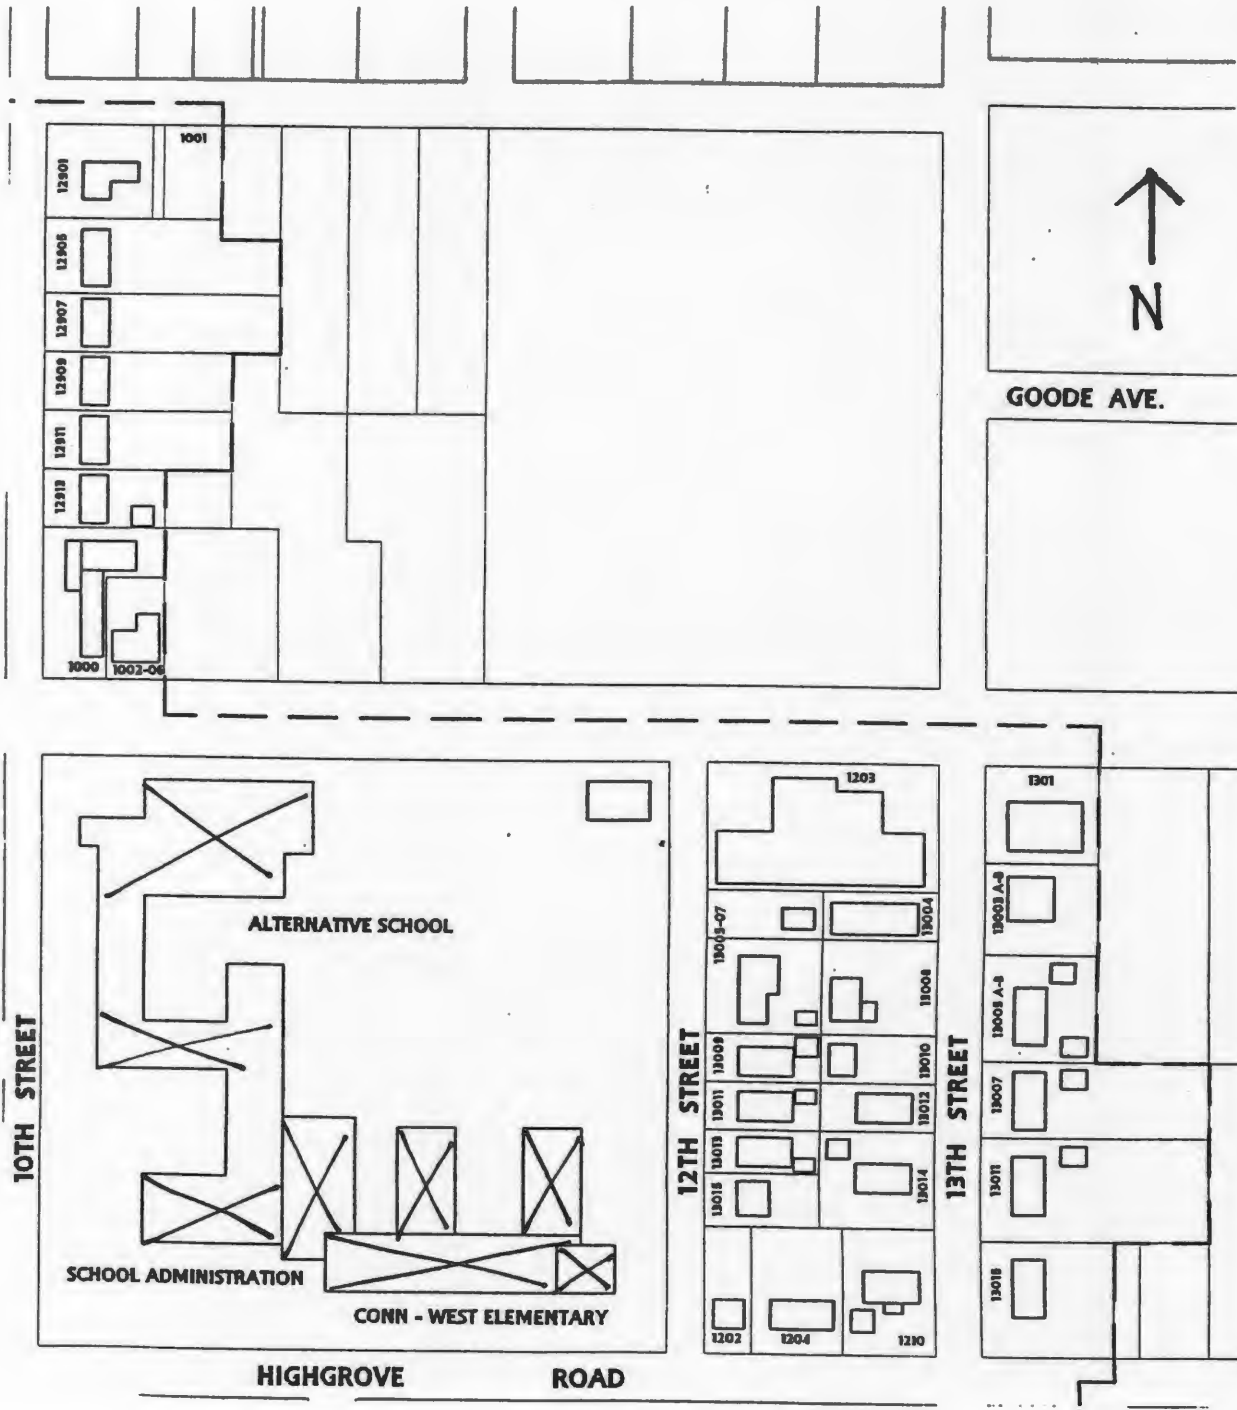 1001
12901
12905
12907
12909
12911
12913
1000
1002-06
N
GOODE AVE.
1203
1301
13005-07
13004
13003 A-B
13008
13005 A-B
13009
13010
13011
13012
13007
13013
13014
13015
13011
13015
1202
1204
1210
ALTERNATIVE SCHOOL
10TH STREET
12TH STREET
13TH STREET
SCHOOL ADMINISTRATION
CONN - WEST ELEMENTARY
HIGHGROVE ROAD